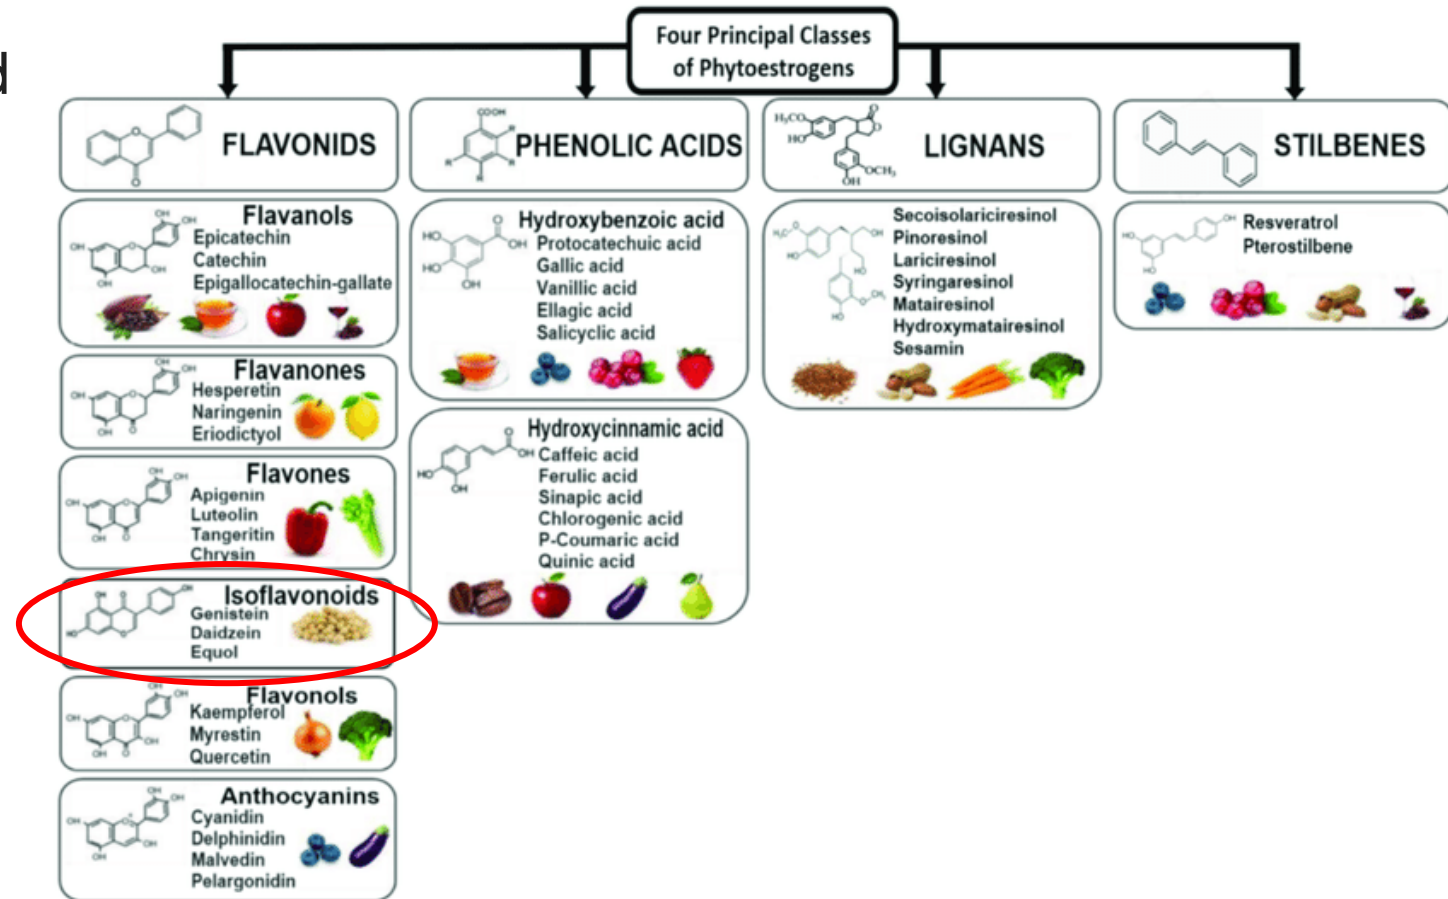 d
Four Principal Classes
of Phytoestrogens
FLAVONIDS
Flavanols
Epicatechin
Catechin
Epigallocatechin-gallate
Flavanones
Hesperetin
Naringenin
Eriodictyol
Flavones
Apigenin
Luteolin
Tangeritin
Chrysin
Isoflavonoids
Genistein
Daidzein
Equol
Flavonols
Kaempferol
Myrestin
Quercetin
Anthocyanins
Cyanidin
Delphinidin
Malvedin
Pelargonidin
PHENOLIC ACIDS
Hydroxybenzoic acid
Protocatechuic acid
Gallic acid
Vanillic acid
Ellagic acid
Salicyclic acid
Hydroxycinnamic acid
Caffeic acid
Ferulic acid
Sinapic acid
Chlorogenic acid
P-Coumaric acid
Quinic acid
LIGNANS
Secoisolariciresinol
Pinoresinol
Lariciresinol
Syringaresinol
Matairesinol
Hydroxymatairesinol
Sesamin
STILBENES
Resveratrol
Pterostilbene